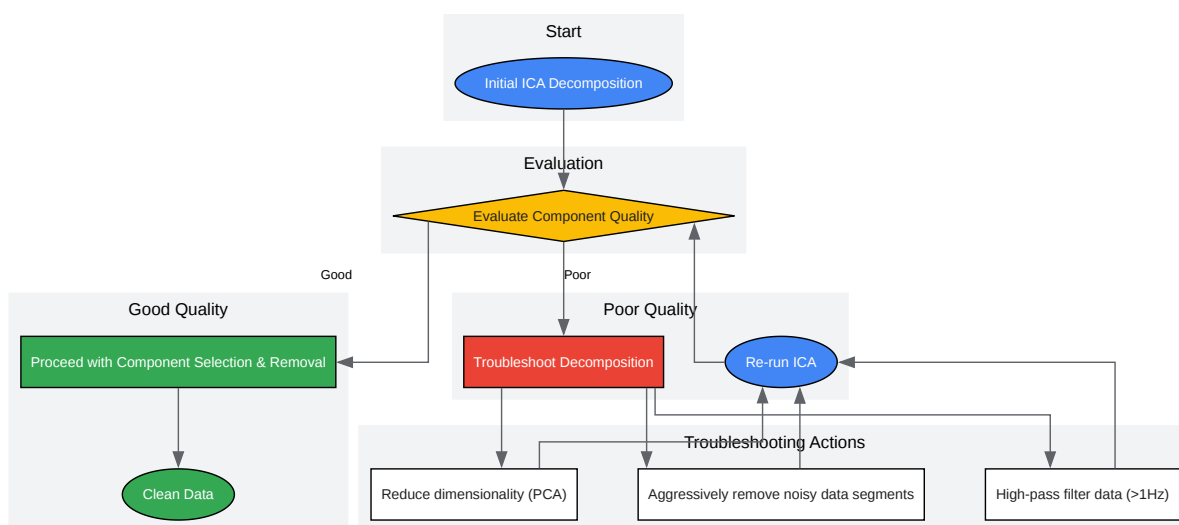 Start
Initial ICA Decomposition
Evaluation
Evaluate Component Quality
Good
Poor
Good Quality
Poor Quality
Proceed with Component Selection & Removal
Troubleshoot Decomposition
Re-run ICA
Troubleshooting Actions
Clean Data
Reduce dimensionality (PCA)
Aggressively remove noisy data segments
High-pass filter data (>1Hz)